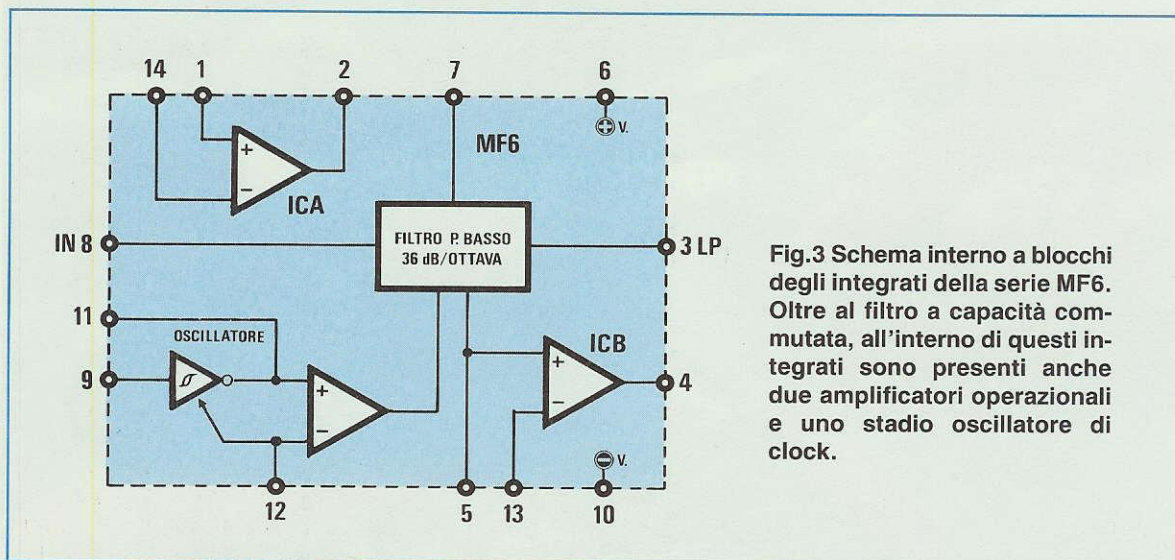 14 1 2 7 6
+ V.
MF6
+
−
ICA
IN 8
FILTRO P. BASSO
36 dB/OTTAVA
3 LP
11
OSCILLATORE
ICB
9
+
−
+
−
4
− V.
12 5 13 10
Fig.3 Schema interno a blocchi
degli integrati della serie MF6.
Oltre al filtro a capacità com-
mutata, all'interno di questi in-
tegrati sono presenti anche
due amplificatori operazionali
e uno stadio oscillatore di
clock.